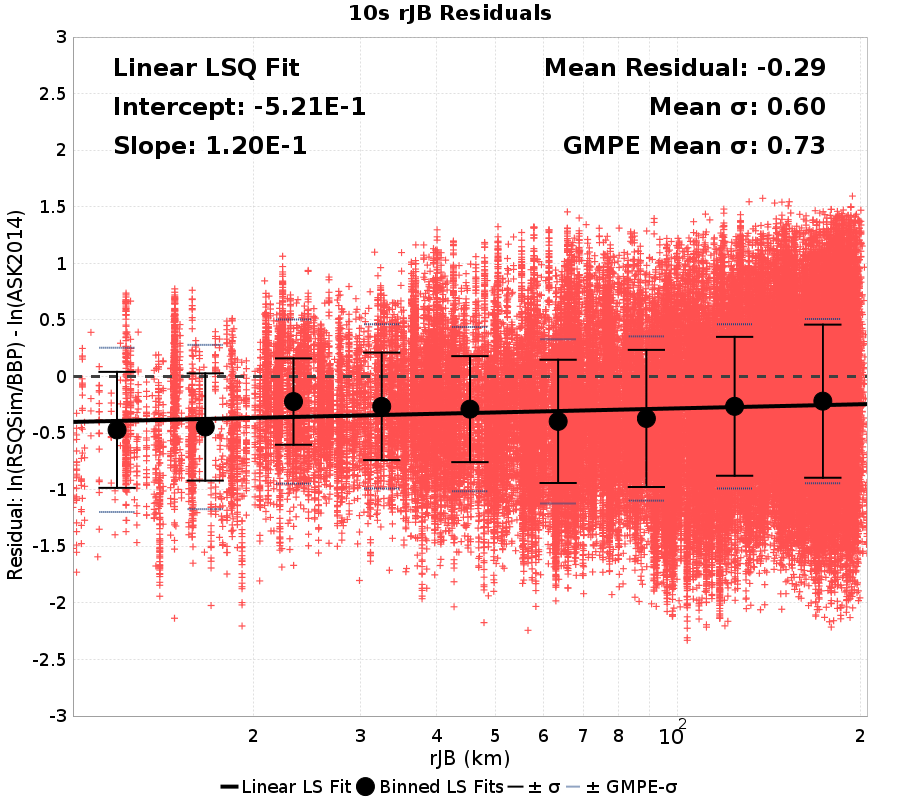 10s rJB Residuals
Linear LSQ Fit
Intercept: -5.21E-1
Slope: 1.20E-1
Mean Residual: -0.29
Mean σ: 0.60
GMPE Mean σ: 0.73
Residual: ln(RSQSim/BBP) - ln(ASK2014)
3
2.5
2
1.5
1
0.5
0
-0.5
-1
-1.5
-2
-2.5
-3
2 3 4 5 6 7 8 10² 2
rJB (km)
Linear LS Fit Binned LS Fits ± σ ± GMPE-σ